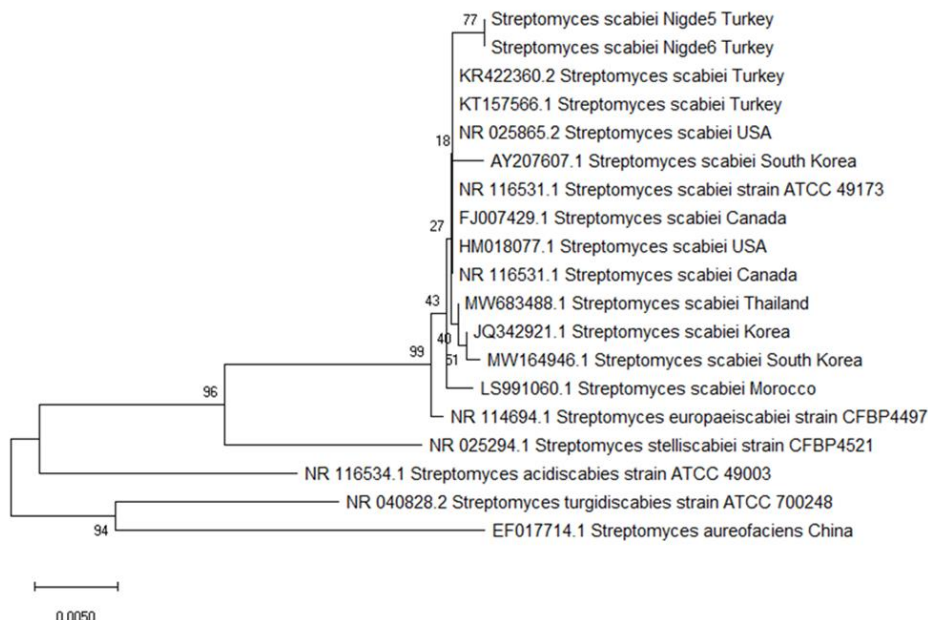 77
Streptomyces scabiei Nigde5 Turkey
Streptomyces scabiei Nigde6 Turkey
KR422360.2 Streptomyces scabiei Turkey
KT157566.1 Streptomyces scabiei Turkey
NR 025865.2 Streptomyces scabiei USA
18
AY207607.1 Streptomyces scabiei South Korea
NR 116531.1 Streptomyces scabiei strain ATCC 49173
FJ007429.1 Streptomyces scabiei Canada
27
HM018077.1 Streptomyces scabiei USA
NR 116531.1 Streptomyces scabiei Canada
43
MW683488.1 Streptomyces scabiei Thailand
JQ342921.1 Streptomyces scabiei Korea
40
99
51
MW164946.1 Streptomyces scabiei South Korea
LS991060.1 Streptomyces scabiei Morocco
96
NR 114694.1 Streptomyces europaeiscabiei strain CFBP4497
NR 025294.1 Streptomyces stelliscabiei strain CFBP4521
NR 116534.1 Streptomyces acidiscabies strain ATCC 49003
NR 040828.2 Streptomyces turgidiscabies strain ATCC 700248
94
EF017714.1 Streptomyces aureofaciens China
0.0050